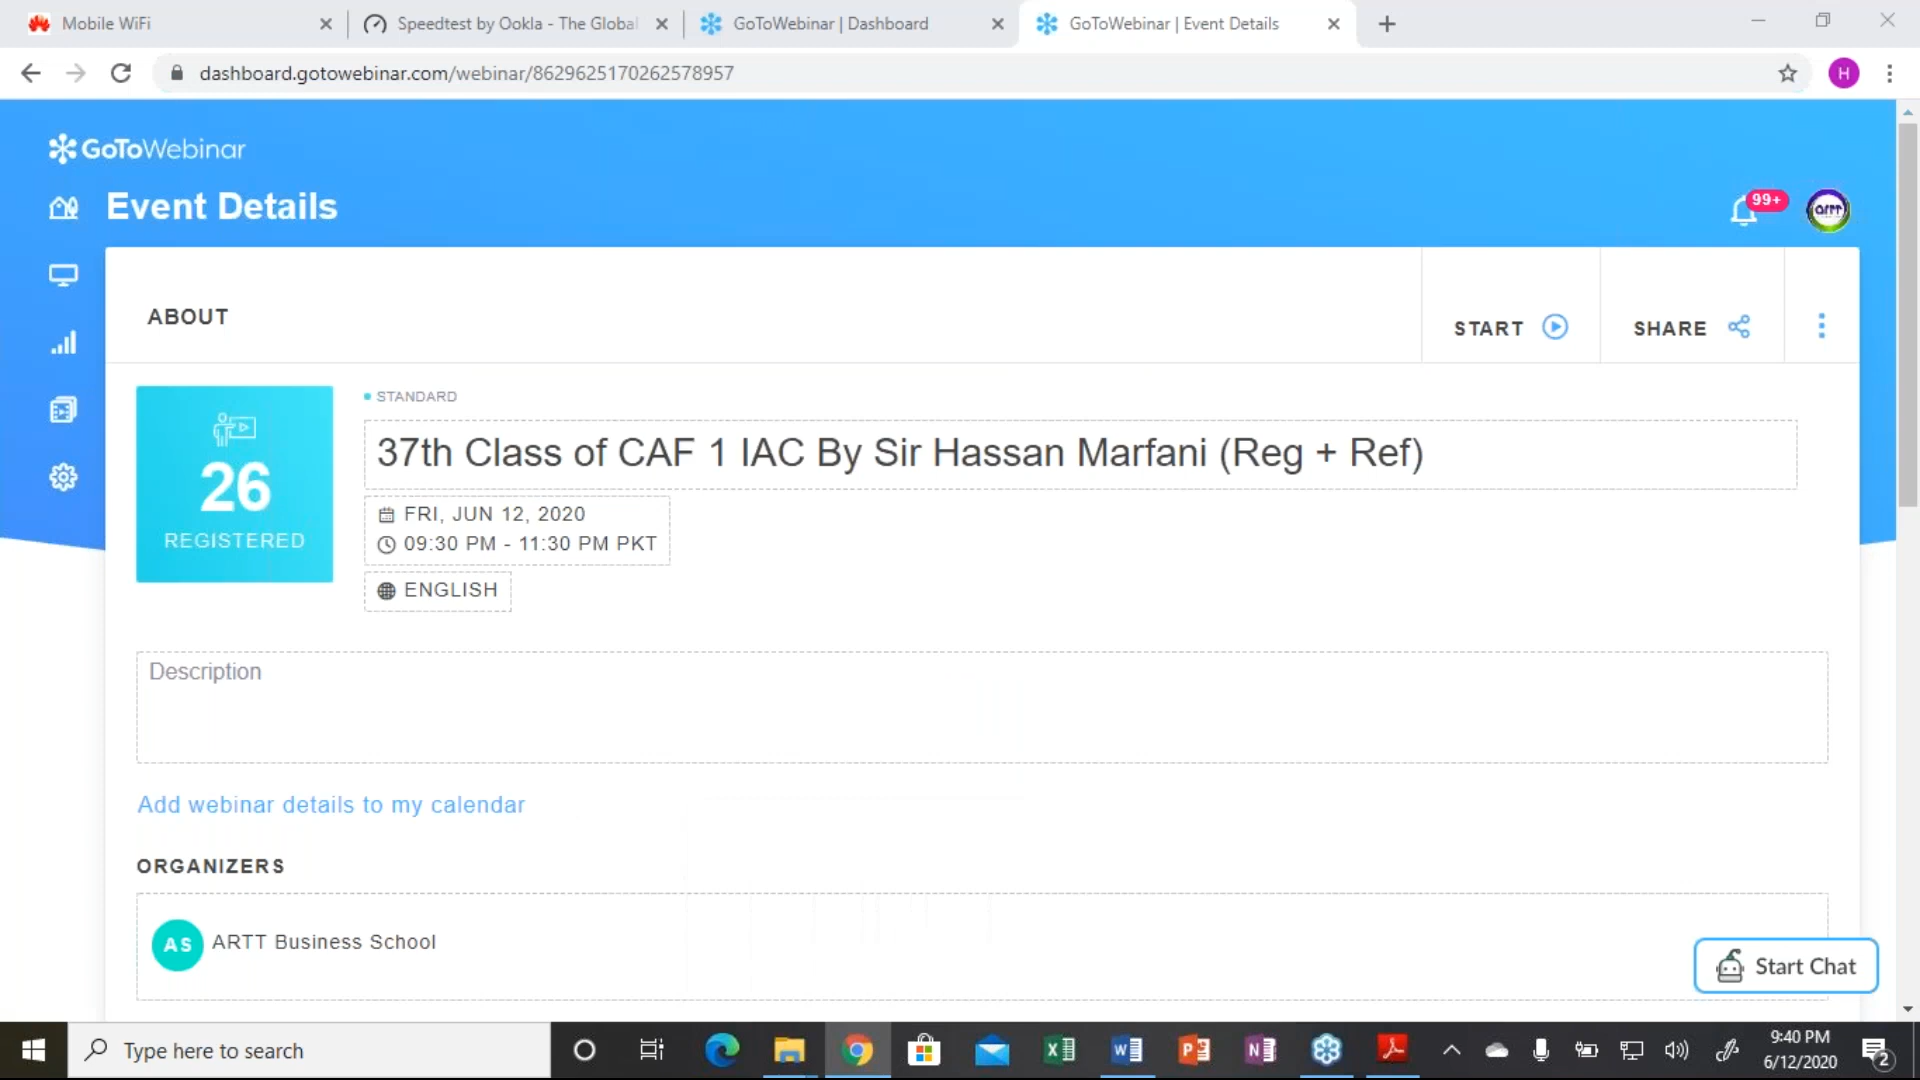 Mobile WiFi
Speedtest by Ookla - The Global
GoToWebinar | Dashboard
GoToWebinar | Event Details
dashboard.gotowebinar.com/webinar/8629625170262578957
H
GoToWebinar
Event Details
99+
artt
ABOUT
START
SHARE
26
REGISTERED
STANDARD
37th Class of CAF 1 IAC By Sir Hassan Marfani (Reg + Ref)
FRI, JUN 12, 2020
09:30 PM - 11:30 PM PKT
ENGLISH
Description
Add webinar details to my calendar
ORGANIZERS
AS
ARTT Business School
Start Chat
Type here to search
9:40 PM
6/12/2020
2